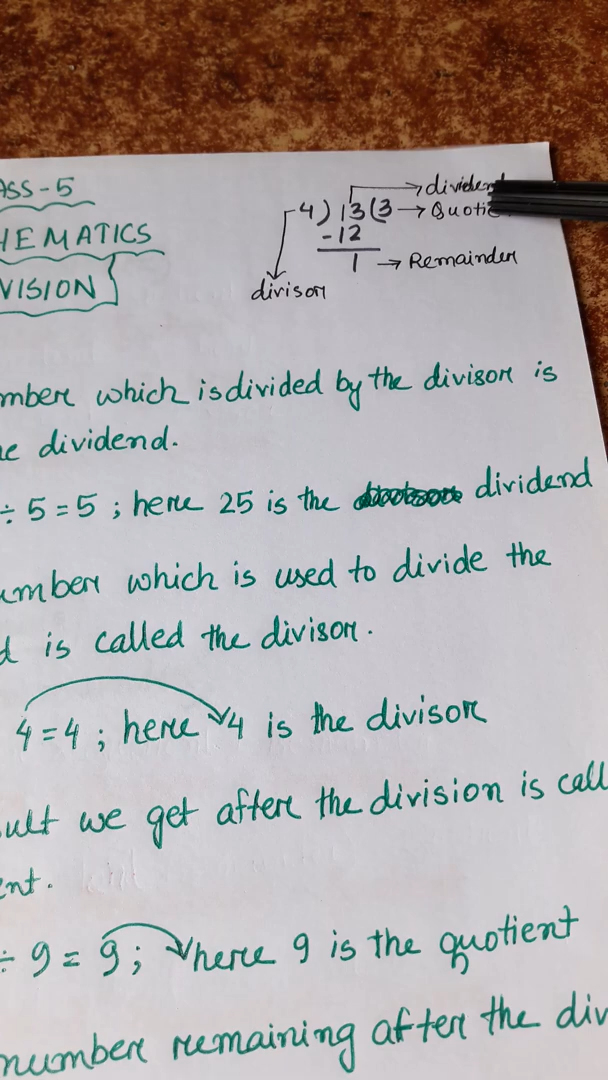 ASS-5
HEMATICS
VISION
dividen
4) 13 (3 → Quotie
-12
1 → Remainder
divisor
mber which is divided by the divisor is
e dividend.
÷ 5 = 5 ; here 25 is the dividend
umber which is used to divide the
d is called the divisor.
4 = 4 ; here 4 is the divisor
ult we get after the division is call
ent.
÷ 9 = 9 ; here 9 is the quotient
number remaining after the div